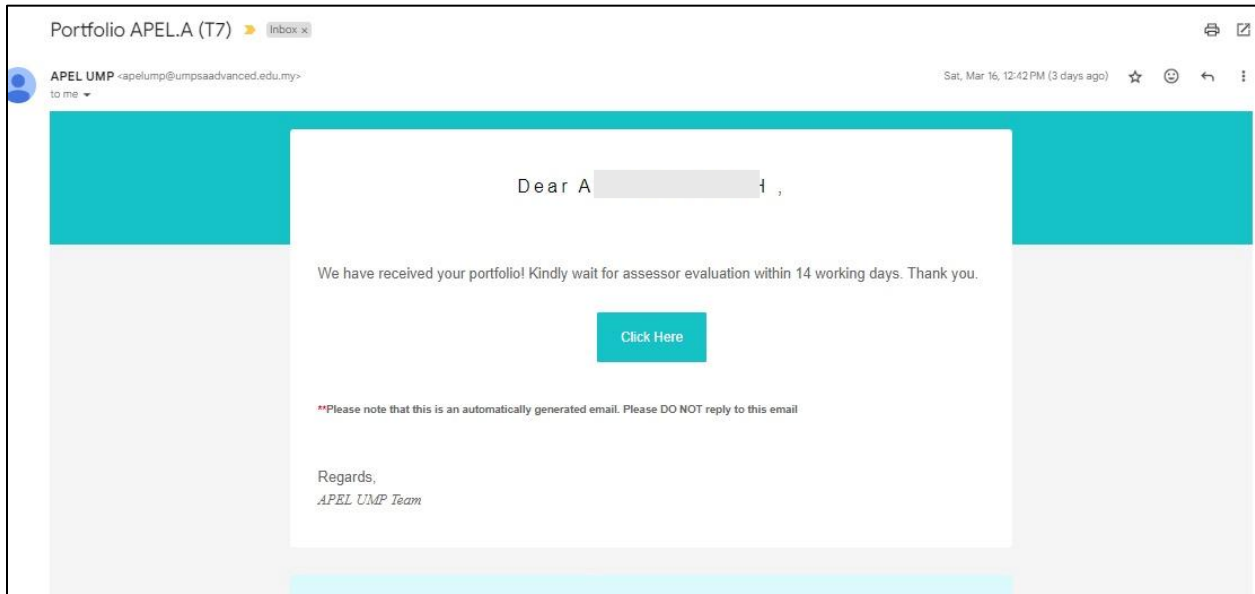 Portfolio APEL.A (T7) Inbox x
APEL UMP <apelump@umpsaadvanced.edu.my> Sat, Mar 16, 12:42 PM (3 days ago)
to me
Dear A H ,
We have received your portfolio! Kindly wait for assessor evaluation within 14 working days. Thank you.
Click Here
**Please note that this is an automatically generated email. Please DO NOT reply to this email
Regards,
APEL UMP Team